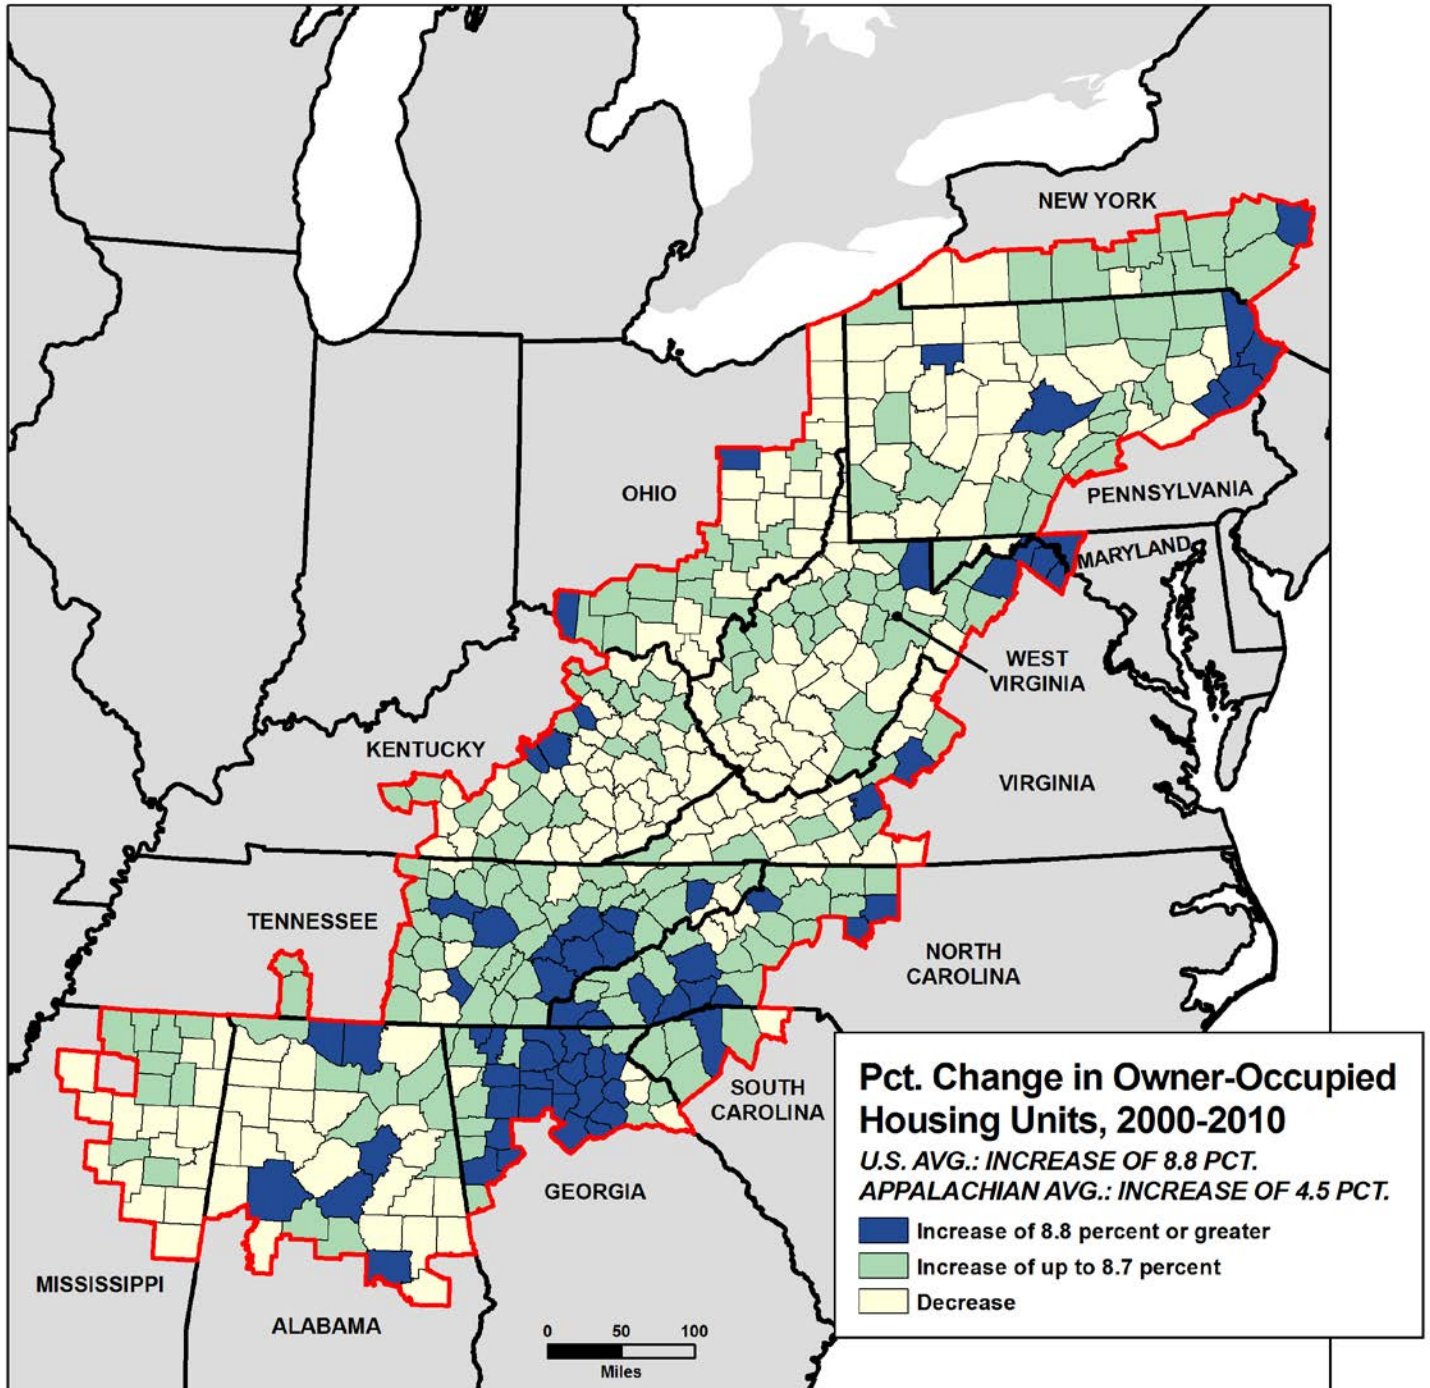 NEW YORK
PENNSYLVANIA
OHIO
MARYLAND
WEST
VIRGINIA
KENTUCKY
VIRGINIA
TENNESSEE
NORTH
CAROLINA
SOUTH
CAROLINA
GEORGIA
MISSISSIPPI
ALABAMA
0 50 100
Miles
Pct. Change in Owner-Occupied
Housing Units, 2000-2010
U.S. AVG.: INCREASE OF 8.8 PCT.
APPALACHIAN AVG.: INCREASE OF 4.5 PCT.
Increase of 8.8 percent or greater
Increase of up to 8.7 percent
Decrease